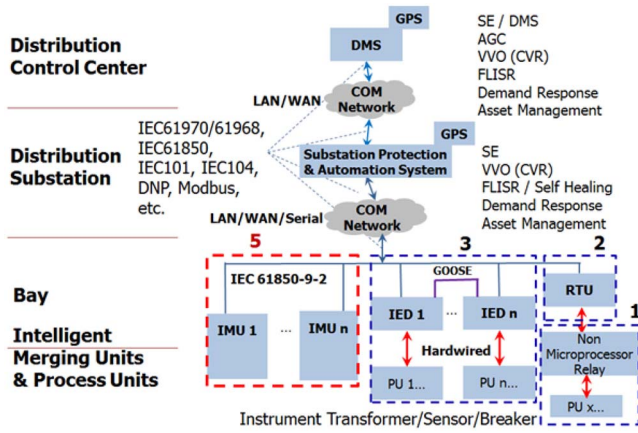 Distribution
Control Center
GPS
DMS
SE / DMS
AGC
VVO (CVR)
FLISR
Demand Response
Asset Management
LAN/WAN
COM
Network
Distribution
Substation
IEC61970/61968,
IEC61850,
IEC101, IEC104,
DNP, Modbus,
etc.
GPS
Substation Protection
& Automation System
SE
VVO (CVR)
FLISR / Self Healing
Demand Response
Asset Management
LAN/WAN/Serial
COM
Network
5
3
2
1
Bay
IEC 61850-9-2
GOOSE
IMU 1
...
IMU n
IED 1
...
IED n
RTU
Intelligent
Merging Units
& Process Units
Hardwired
Non
Microprocessor
Relay
PU 1...
PU n...
PU x...
Instrument Transformer/Sensor/Breaker